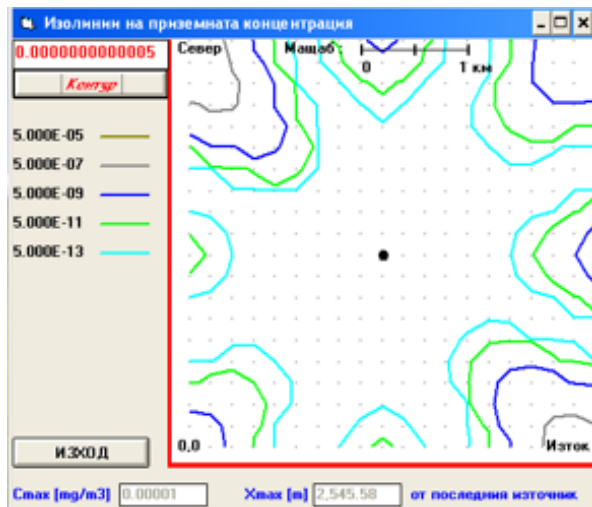 Изолинии на приземната концентрация
0.0000000000005
Контур
5.000E-05
5.000E-07
5.000E-09
5.000E-11
5.000E-13
ИЗХОД
Север
Мащаб :
0 1 км
0,0
Изток
Cmax [mg/m3] 0.00001 Xmax [m] 2,545.58 от последния източник